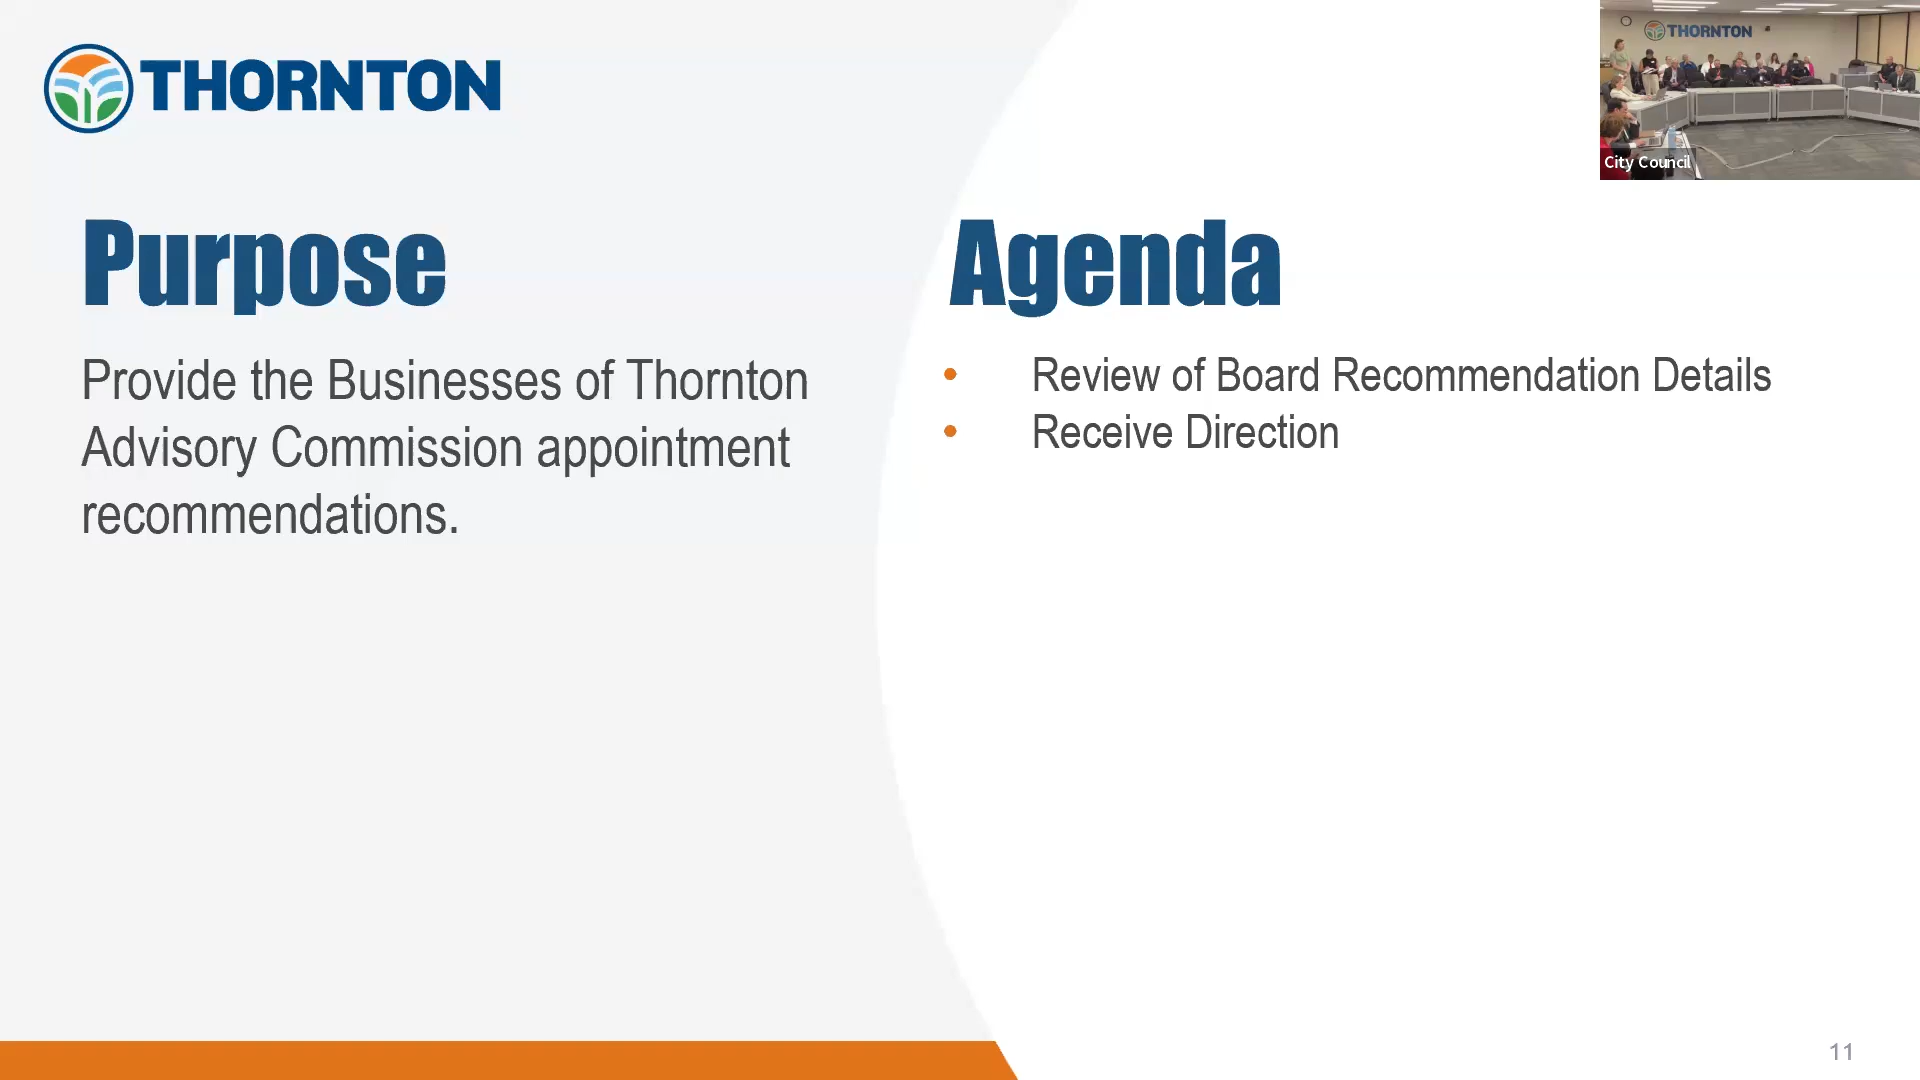 THORNTON
THORNTON
City Council
Purpose
Provide the Businesses of Thornton
Advisory Commission appointment
recommendations.
Agenda
• Review of Board Recommendation Details
• Receive Direction
11